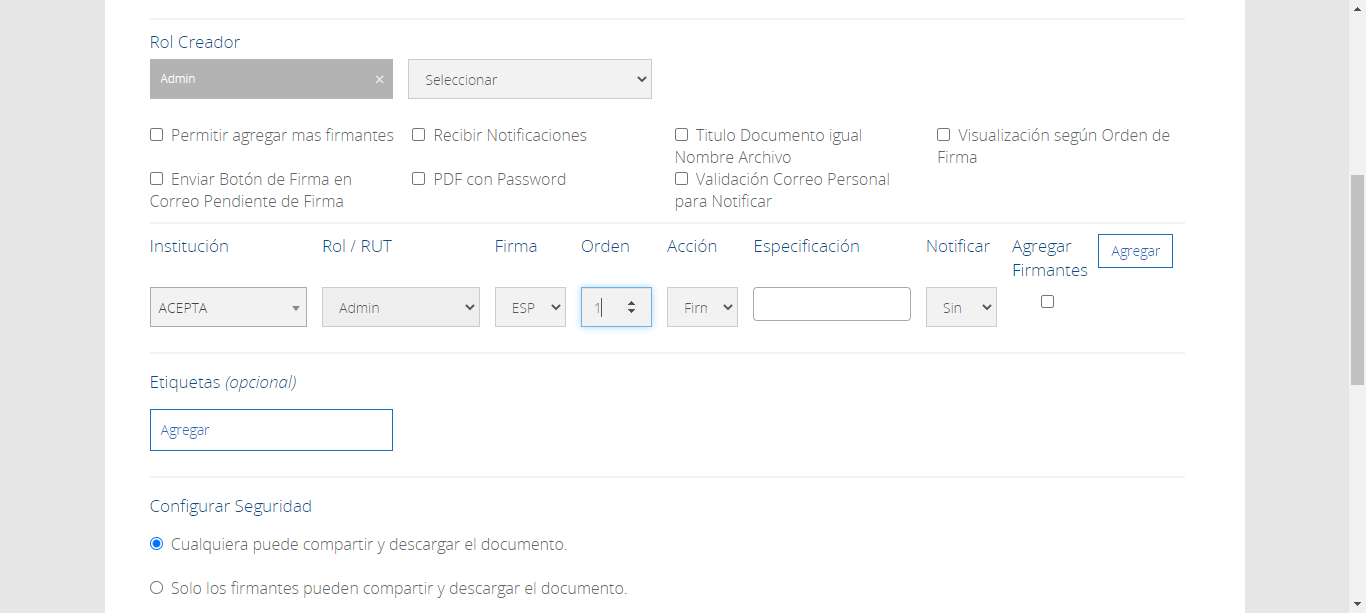 Rol Creador
Admin × Seleccionar
Permitir agregar mas firmantes Recibir Notificaciones Titulo Documento igual Nombre Archivo Visualización según Orden de Firma
Enviar Botón de Firma en Correo Pendiente de Firma PDF con Password Validación Correo Personal para Notificar
Institución Rol / RUT Firma Orden Acción Especificación Notificar Agregar Firmantes Agregar
ACEPTA Admin ESP 1 Firn Sin
Etiquetas (opcional)
Agregar
Configurar Seguridad
Cualquiera puede compartir y descargar el documento.
Solo los firmantes pueden compartir y descargar el documento.